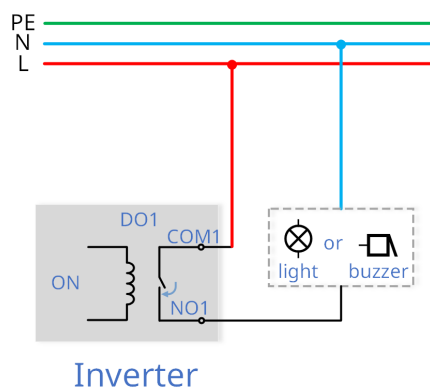 PE
N
L
DO1
COM1
ON
NO1
or
light buzzer
Inverter